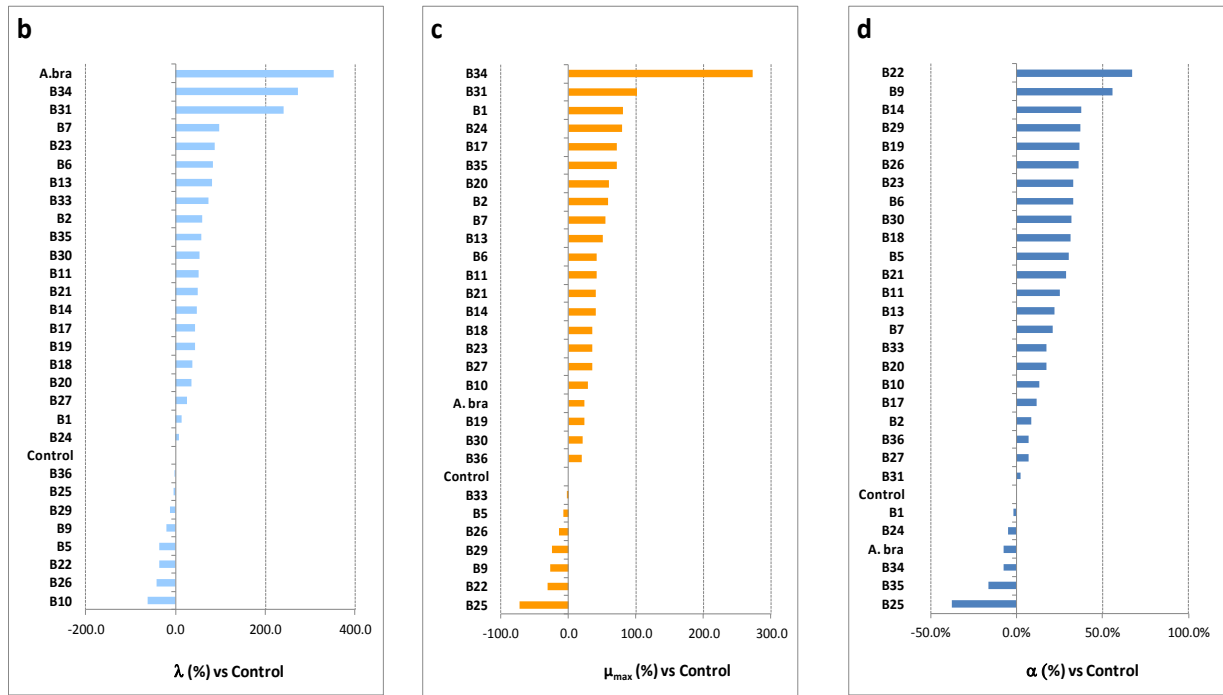 b
A.bra
B34
B31
B7
B23
B6
B13
B33
B2
B35
B30
B11
B21
B14
B17
B19
B18
B20
B27
B1
B24
Control
B36
B25
B29
B9
B5
B22
B26
B10
-200.0 0.0 200.0 400.0
λ (%) vs Control
c
B34
B31
B1
B24
B17
B35
B20
B2
B7
B13
B6
B11
B21
B14
B18
B23
B27
B10
A. bra
B19
B30
B36
Control
B33
B5
B26
B29
B9
B22
B25
-100.0 0.0 100.0 200.0 300.0
μmax (%) vs Control
d
B22
B9
B14
B29
B19
B26
B23
B6
B30
B18
B5
B21
B11
B13
B7
B33
B20
B10
B17
B2
B36
B27
B31
Control
B1
B24
A. bra
B34
B35
B25
-50.0% 0.0% 50.0% 100.0%
α (%) vs Control